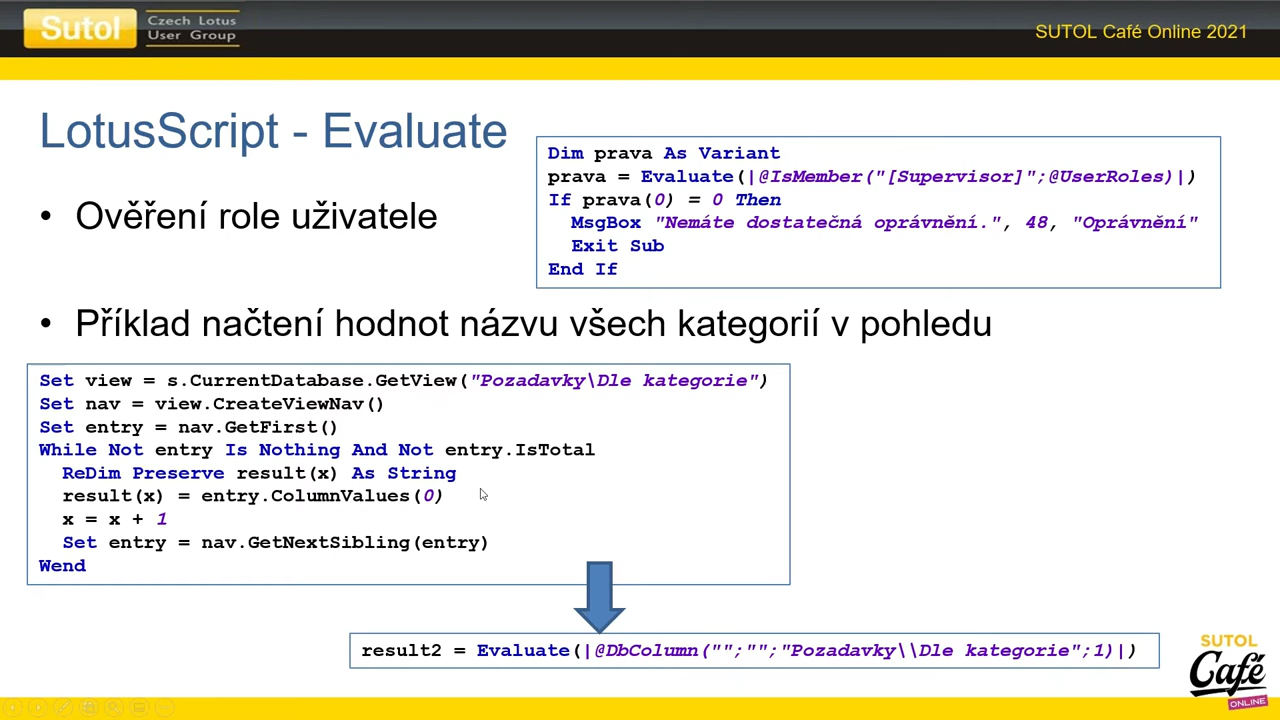 Sutol
Czech Lotus
User Group
SUTOL Café Online 2021
LotusScript - Evaluate
• Ověření role uživatele
Dim prava As Variant
prava = Evaluate(|@IsMember("[Supervisor]";@UserRoles)|)
If prava(0) = 0 Then
MsgBox "Nemáte dostatečná oprávnění.", 48, "Oprávnění"
Exit Sub
End If
• Příklad načtení hodnot názvu všech kategorií v pohledu
Set view = s.CurrentDatabase.GetView("Pozadavky\Dle kategorie")
Set nav = view.CreateViewNav()
Set entry = nav.GetFirst()
While Not entry Is Nothing And Not entry.IsTotal
ReDim Preserve result(x) As String
result(x) = entry.ColumnValues(0)
x = x + 1
Set entry = nav.GetNextSibling(entry)
Wend
result2 = Evaluate(|@DbColumn("";"";"Pozadavky\\Dle kategorie";1)|)
SUTOL
Café
ONLINE